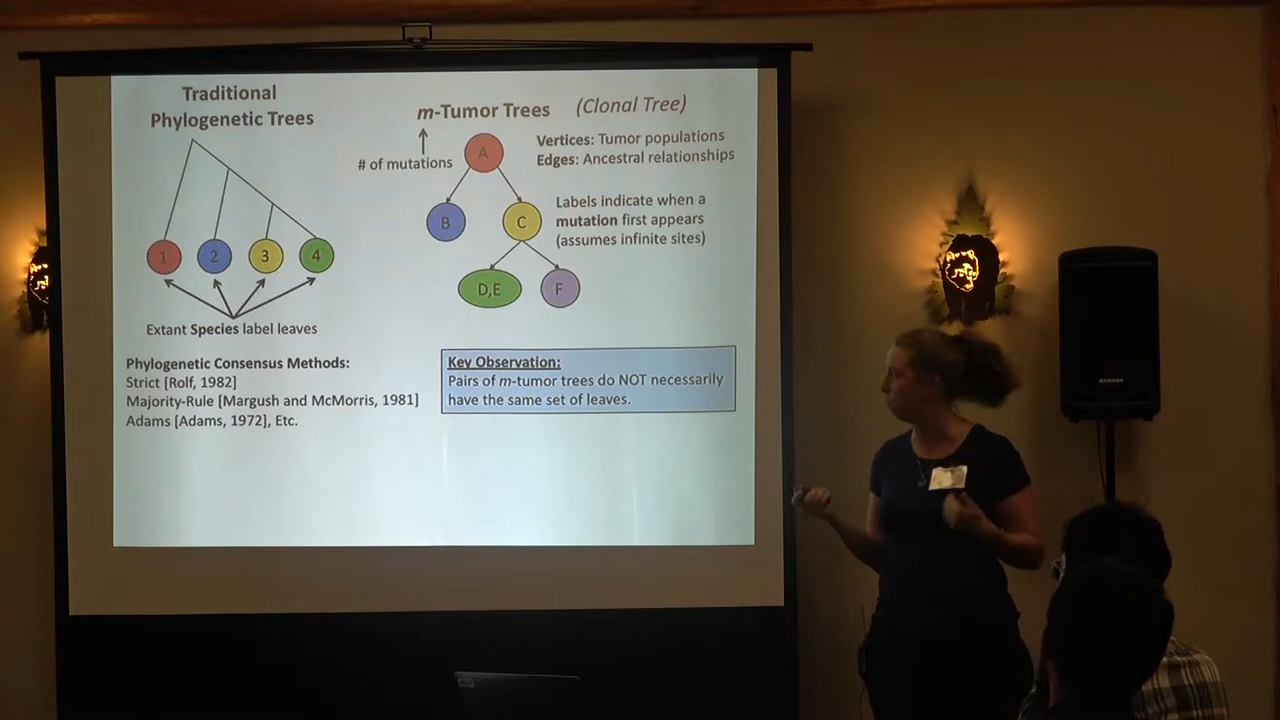 Traditional
Phylogenetic Trees
1
2
3
4
Extant Species label leaves
Phylogenetic Consensus Methods:
Strict [Rolf, 1982]
Majority-Rule [Margush and McMorris, 1981]
Adams [Adams, 1972], Etc.
m-Tumor Trees
(Clonal Tree)
# of mutations
A
B
C
D,E
F
Vertices: Tumor populations
Edges: Ancestral relationships
Labels indicate when a
mutation first appears
(assumes infinite sites)
Key Observation:
Pairs of m-tumor trees do NOT necessarily
have the same set of leaves.
SAMSON